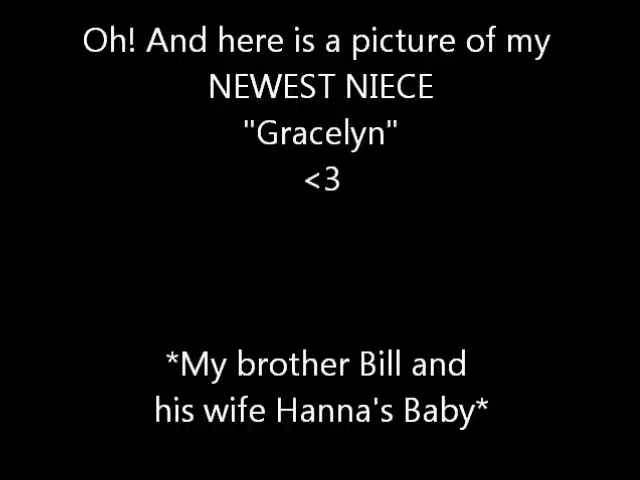 Oh! And here is a picture of my
NEWEST NIECE
"Gracelyn"
<3
*My brother Bill and
his wife Hanna's Baby*